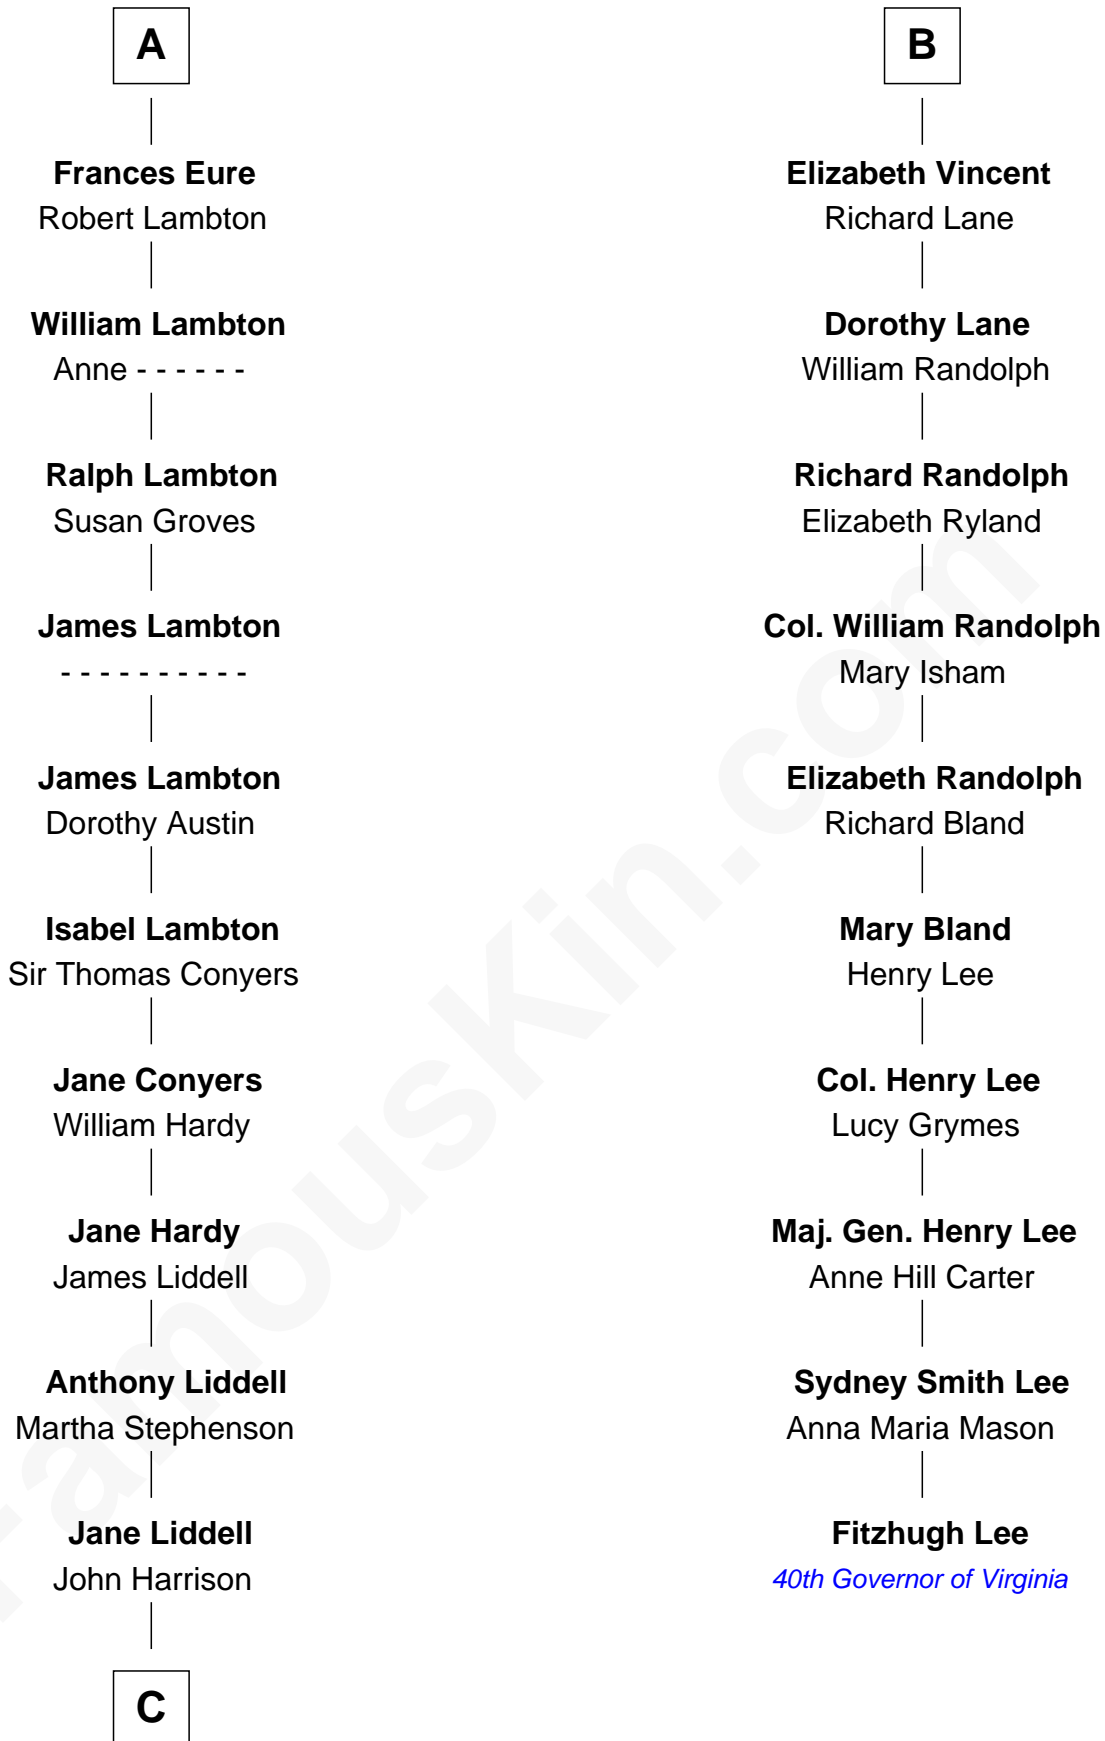 A
Frances Eure
Robert Lambton
William Lambton
Anne - - - - - -
Ralph Lambton
Susan Groves
James Lambton
- - - - - - - - - -
James Lambton
Dorothy Austin
Isabel Lambton
Sir Thomas Conyers
Jane Conyers
William Hardy
Jane Hardy
James Liddell
Anthony Liddell
Martha Stephenson
Jane Liddell
John Harrison
C
B
Elizabeth Vincent
Richard Lane
Dorothy Lane
William Randolph
Richard Randolph
Elizabeth Ryland
Col. William Randolph
Mary Isham
Elizabeth Randolph
Richard Bland
Mary Bland
Henry Lee
Col. Henry Lee
Lucy Grymes
Maj. Gen. Henry Lee
Anne Hill Carter
Sydney Smith Lee
Anna Maria Mason
Fitzhugh Lee
40th Governor of Virginia
FamousKin.com